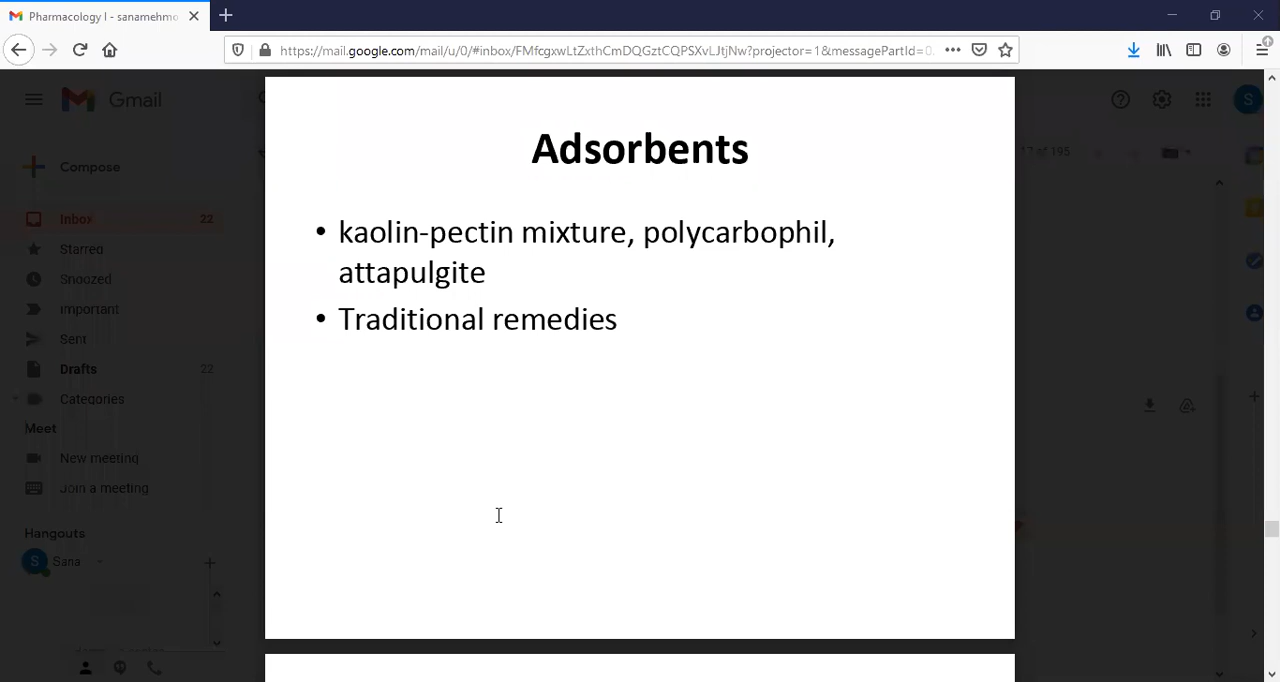 Pharmacology I - sanamehmo
https://mail.google.com/mail/u/0/#inbox/FMfcgxwLtZxthCmDQGztCQPSXvLJtjNw?projector=1&messagePartId=0.
Gmail
S
Compose
of 195
Inbox 22
Starred
Snoozed
Important
Sent
Drafts 22
Categories
Meet
New meeting
Join a meeting
Hangouts
S Sana
Adsorbents
• kaolin-pectin mixture, polycarbophil,
attapulgite
• Traditional remedies